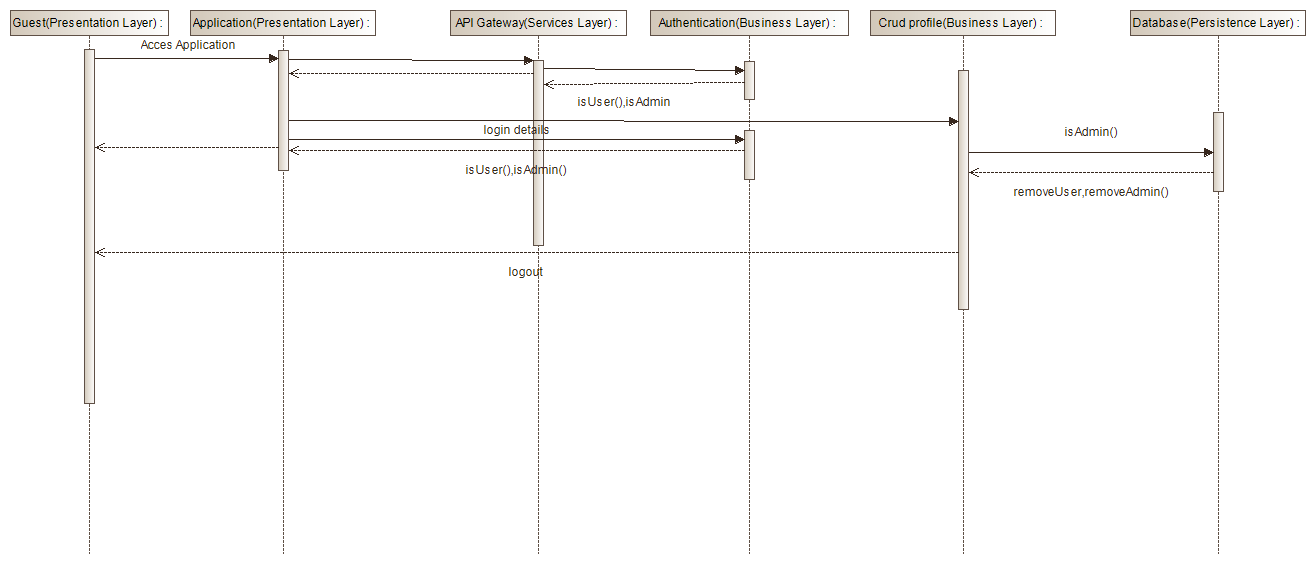 Guest(Presentation Layer) :
Application(Presentation Layer) :
API Gateway(Services Layer) :
Authentication(Business Layer) :
Crud profile(Business Layer) :
Database(Persistence Layer) :
Acces Application
isUser(),isAdmin
login details
isAdmin()
isUser(),isAdmin()
removeUser,removeAdmin()
logout